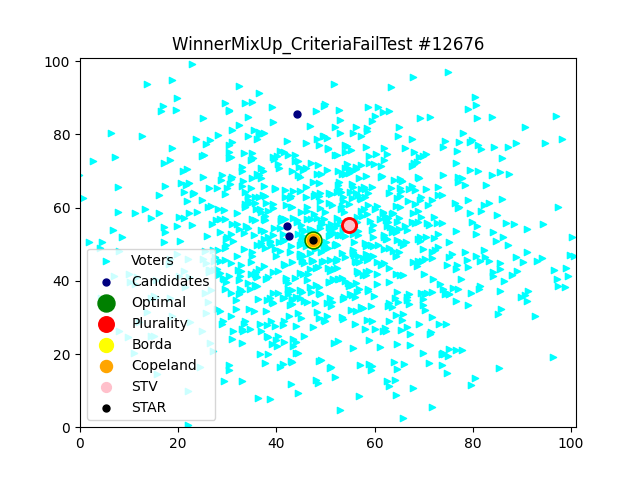 WinnerMixUp_CriteriaFailTest #12676
100
80
60
40
20
0
0 20 40 60 80 100
Voters
Candidates
Optimal
Plurality
Borda
Copeland
STV
STAR